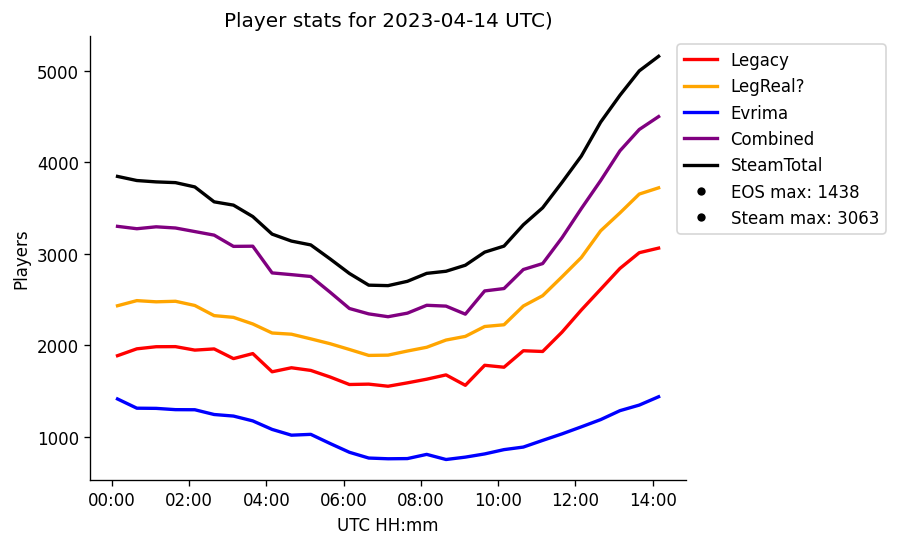 Player stats for 2023-04-14 UTC)
5000
4000
3000
2000
1000
Players
00:00 02:00 04:00 06:00 08:00 10:00 12:00 14:00
UTC HH:mm
Legacy
LegReal?
Evrima
Combined
SteamTotal
EOS max: 1438
Steam max: 3063